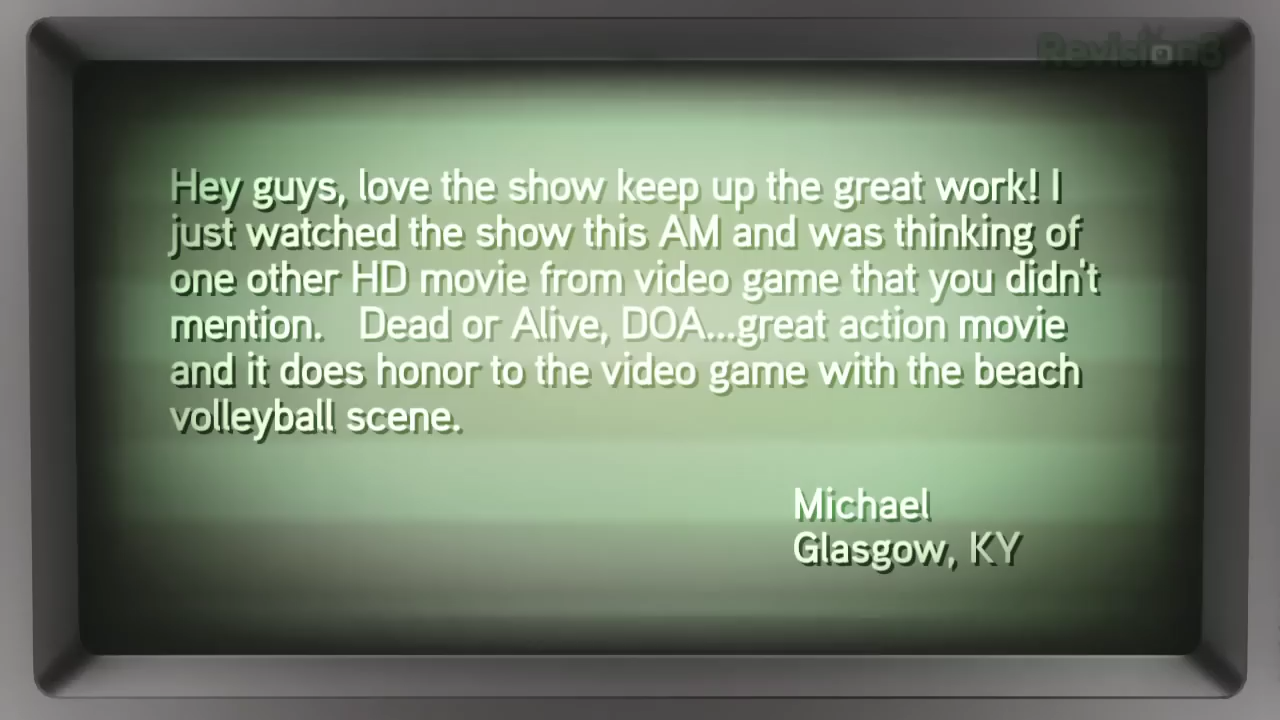 Revision3
Hey guys, love the show keep up the great work! I
just watched the show this AM and was thinking of
one other HD movie from video game that you didn't
mention.   Dead or Alive, DOA...great action movie
and it does honor to the video game with the beach
volleyball scene.
Michael
Glasgow, KY